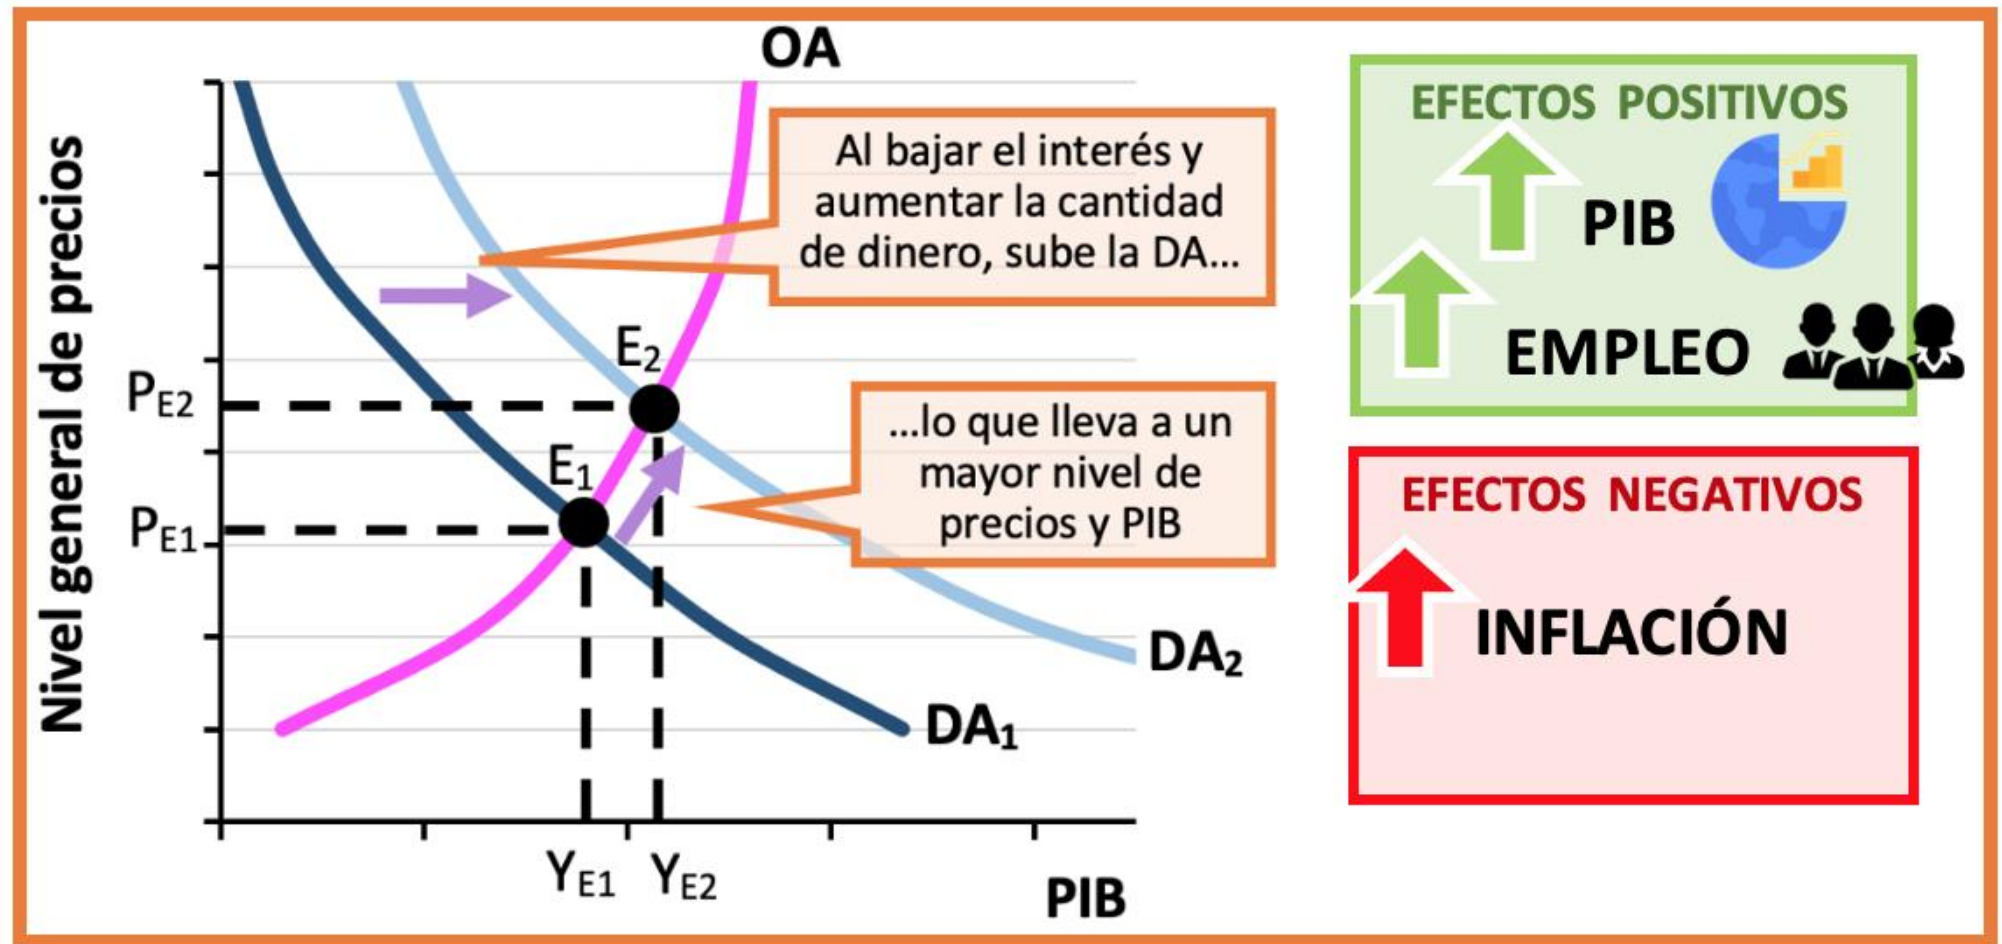 OA
Nivel general de precios
Al bajar el interés y
aumentar la cantidad
de dinero, sube la DA...
E2
PE2
...lo que lleva a un
mayor nivel de
precios y PIB
E1
PE1
DA2
DA1
YE1 YE2
PIB
EFECTOS POSITIVOS
PIB
EMPLEO
EFECTOS NEGATIVOS
INFLACIÓN